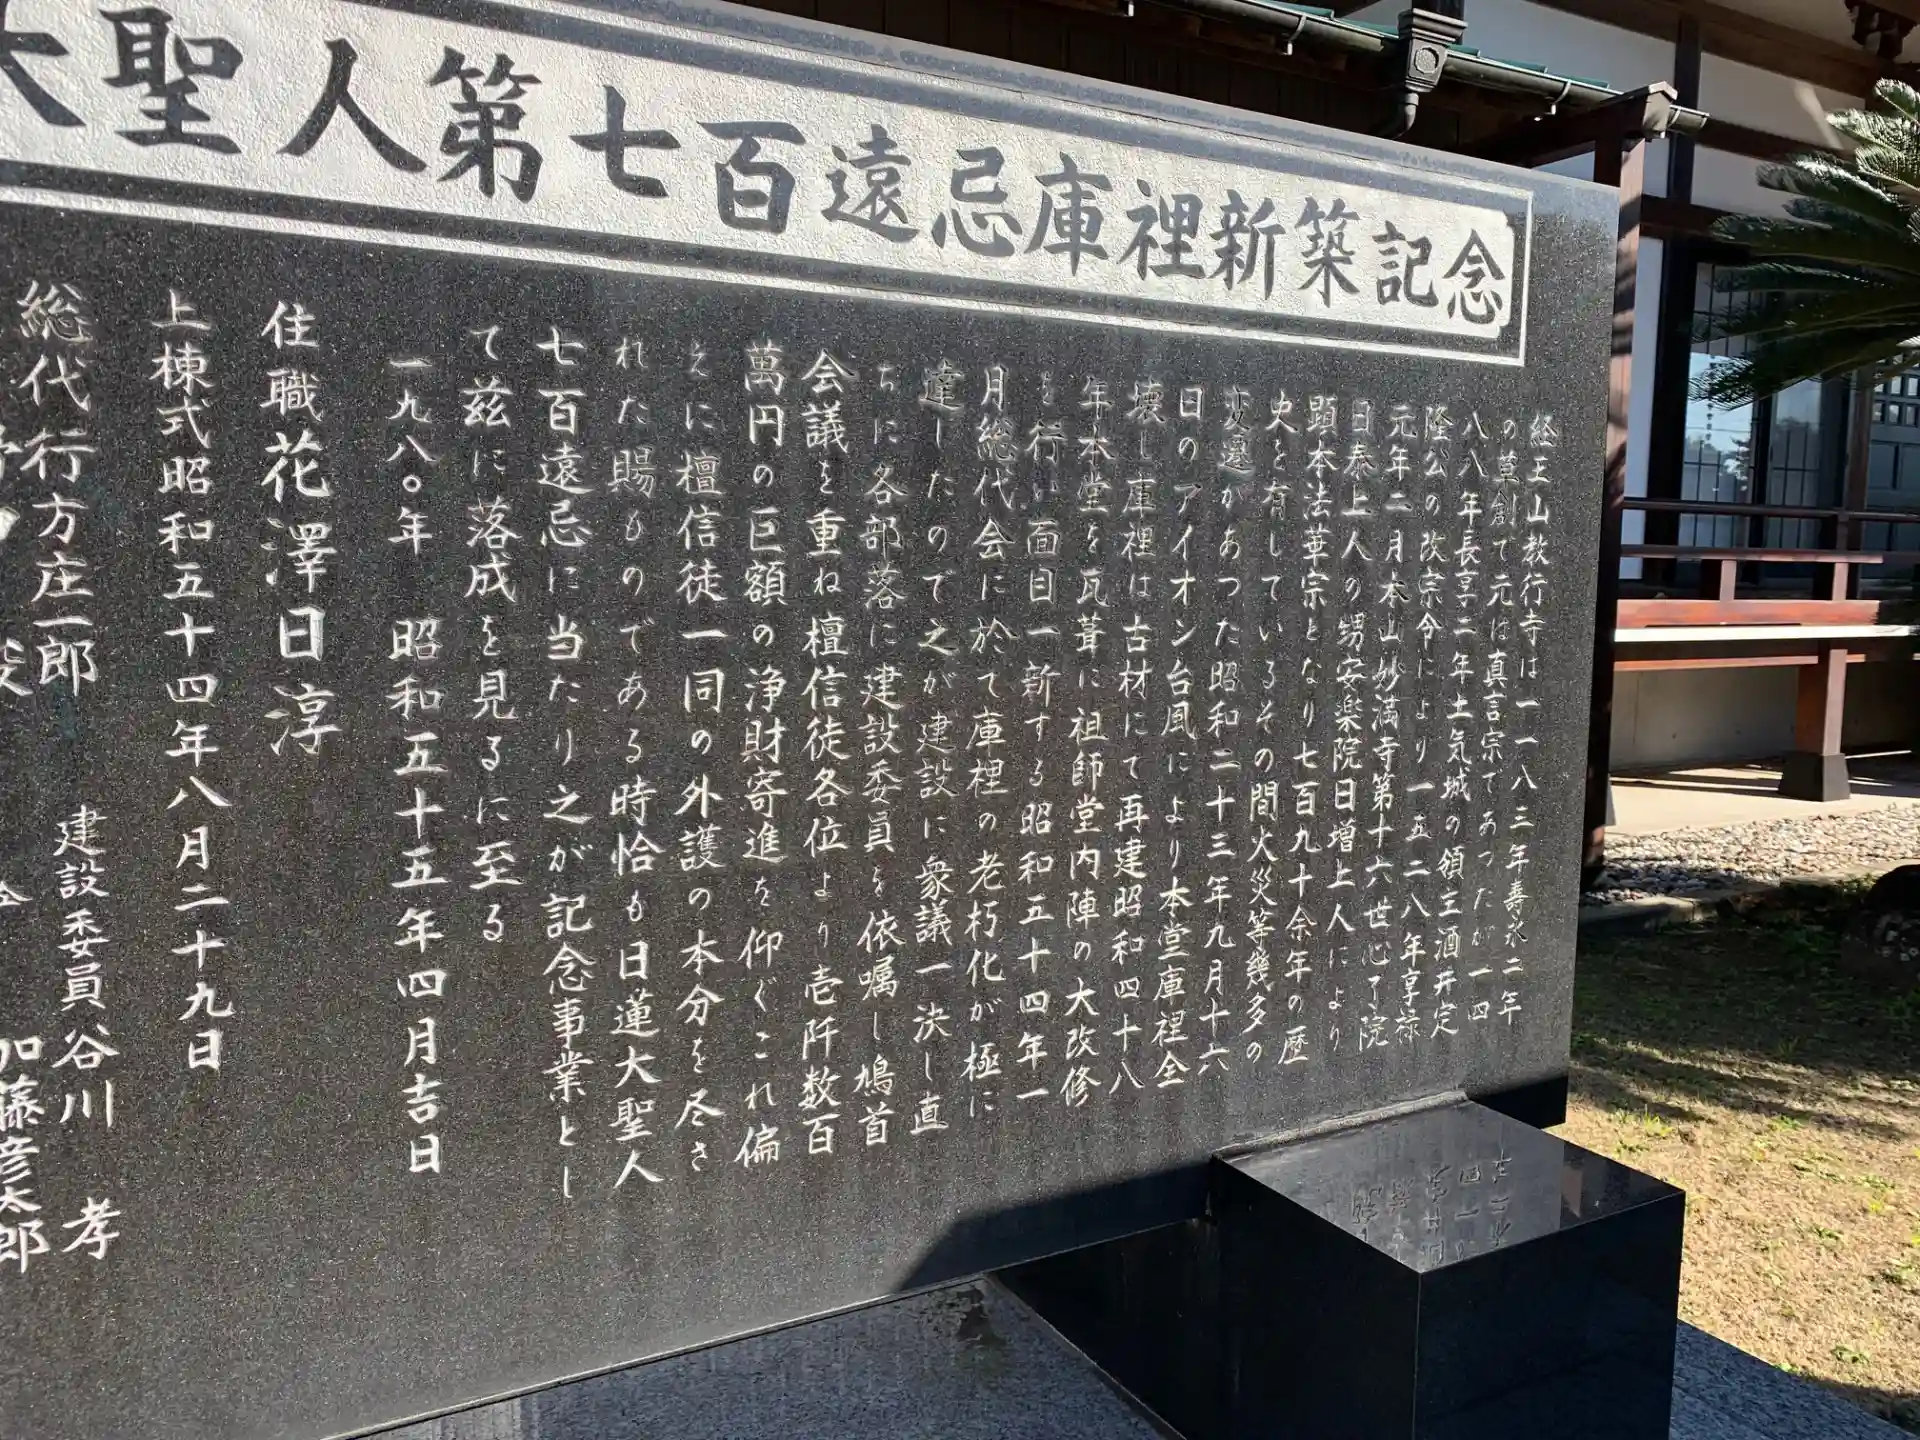 大聖人第七百遠忌庫裡新築記念
経王山教行寺は一一八三年壽永二年
の草創で元は真言宗であつたが一四
八八年長享二年土気城の領主酒井定
隆公の改宗令により一五二八年享禄
元年二月本山妙満寺第十六世心了院
日泰上人の甥安楽院日増上人により
顕本法華宗となり七百九十余年の歴
史を有しているその間火災等幾多の
変遷があつた昭和二十三年九月十六
日のアイオン台風により本堂庫裡全
壊し庫裡は古材にて再建昭和四十八
年本堂を瓦葺に祖師堂内陣の大改修
を行い面目一新する昭和五十四年一
月総代会に於て庫裡の老朽化が極に
達したので之が建設に衆議一決し直
ちに各部落に建設委員を依嘱し鳩首
会議を重ね檀信徒各位より壱阡数百
萬円の巨額の浄財寄進を仰ぐこれ偏
えに檀信徒一同の外護の本分を尽さ
れた賜ものである時恰も日蓮大聖人
七百遠忌に当たり之が記念事業とし
て茲に落成を見るに至る
一九八〇年 昭和五十五年四月吉日
住職花澤日淳
上棟式昭和五十四年八月二十九日
総代行方庄一郎
建設委員谷川 孝
加藤彦太郎